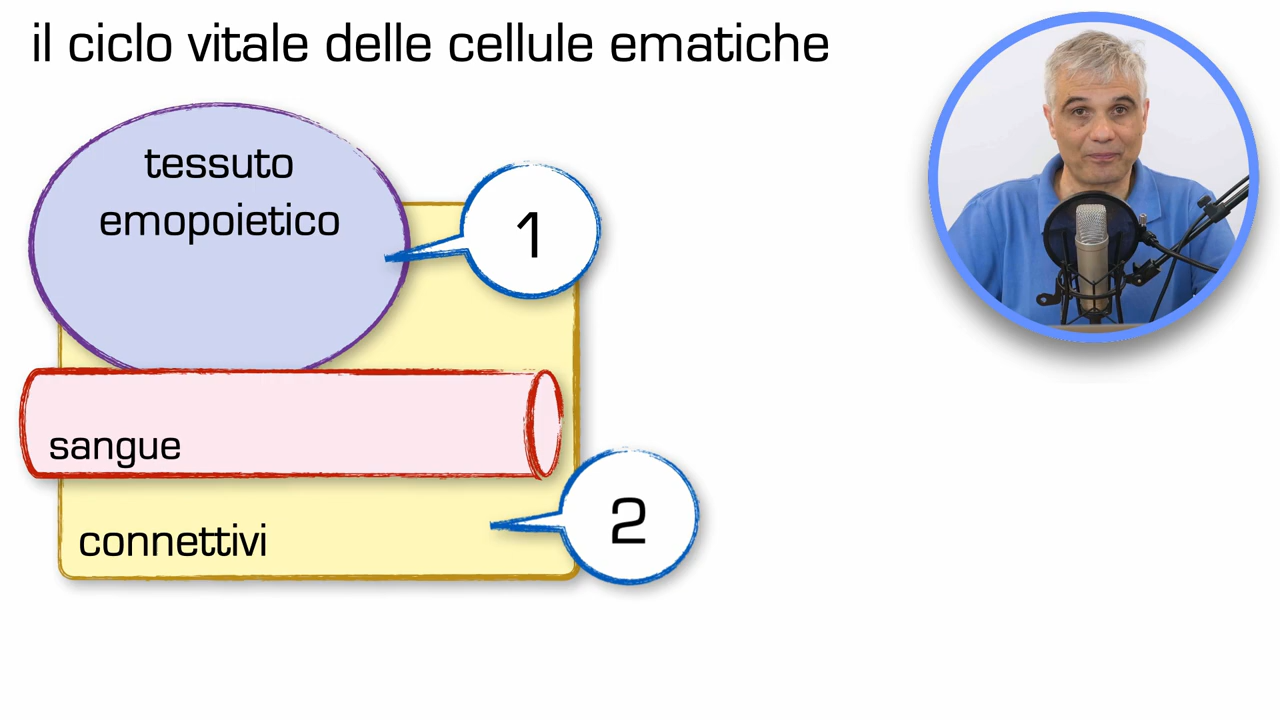 il ciclo vitale delle cellule ematiche
tessuto
emopoietico
1
sangue
2
connettivi